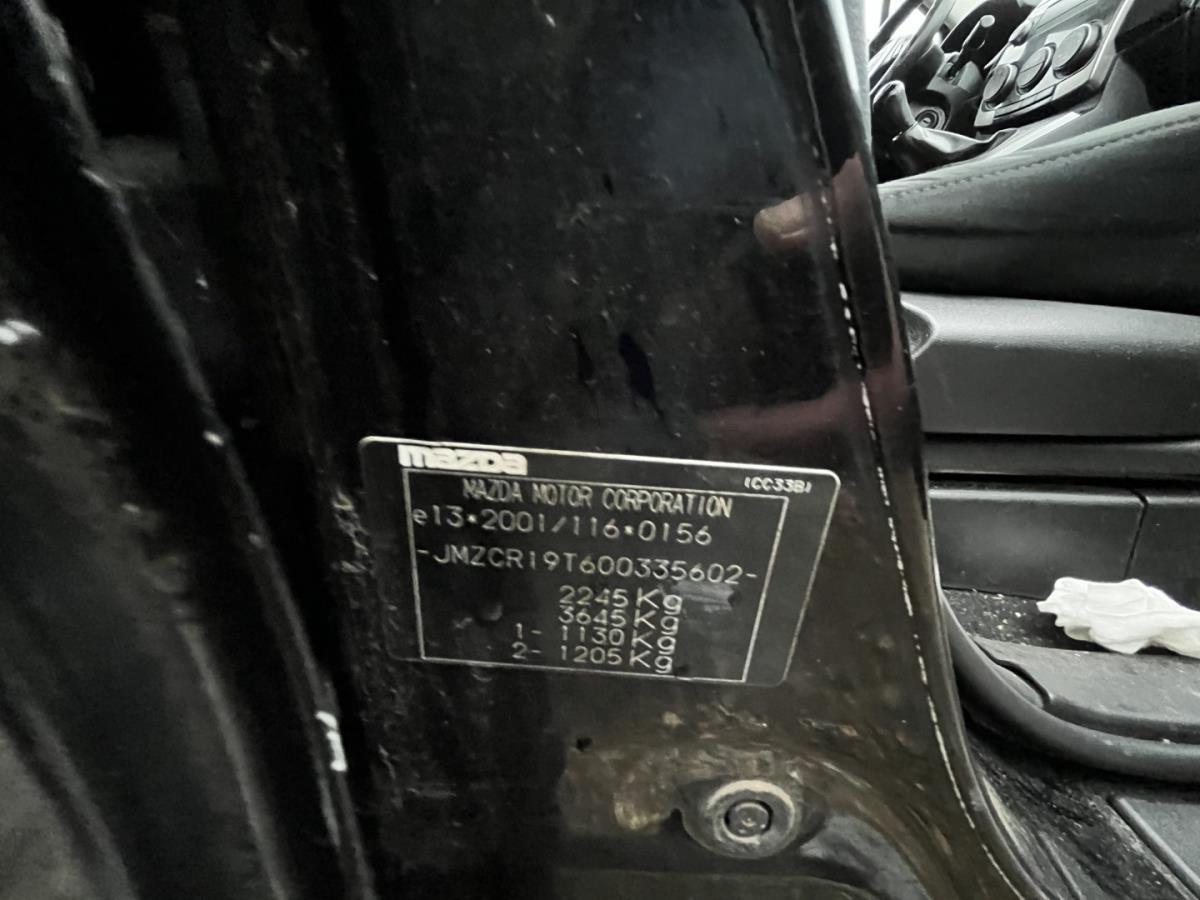 mazda
(CC33B)
MAZDA MOTOR CORPORATION
e13*2001/116*0156
-JMZCR19T600335602-
2245Kg
3645Kg
1- 1130Kg
2- 1205Kg